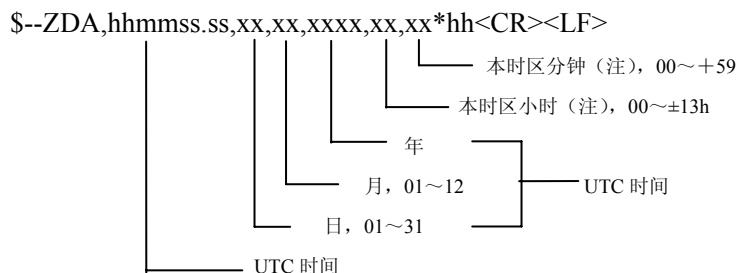 $--ZDA,hhmmss.ss,xx,xx,xxxx,xx,xx*hh<CR><LF>
本时区分钟（注），00～＋59
本时区小时（注），00～±13h
年
月，01～12
UTC 时间
日，01～31
UTC 时间